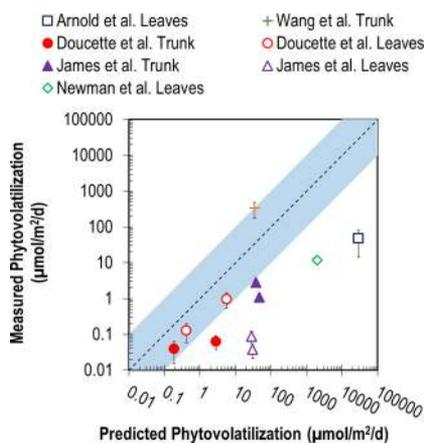 Arnold et al. Leaves
Wang et al. Trunk
Doucette et al. Trunk
Doucette et al. Leaves
James et al. Trunk
James et al. Leaves
Newman et al. Leaves
Measured Phytovolatilization
(µmol/m²/d)
100000
10000
1000
100
10
1
0.1
0.01
0.01
0.1
1
10
100
1000
10000
100000
Predicted Phytovolatilization (µmol/m²/d)